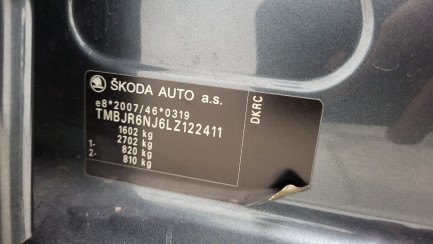 ŠKODA AUTO a.s.
e8*2007/46*0319
TMBJR6NJ6LZ122411
1602 kg
2702 kg
1- 820 kg
2- 810 kg
DKRC